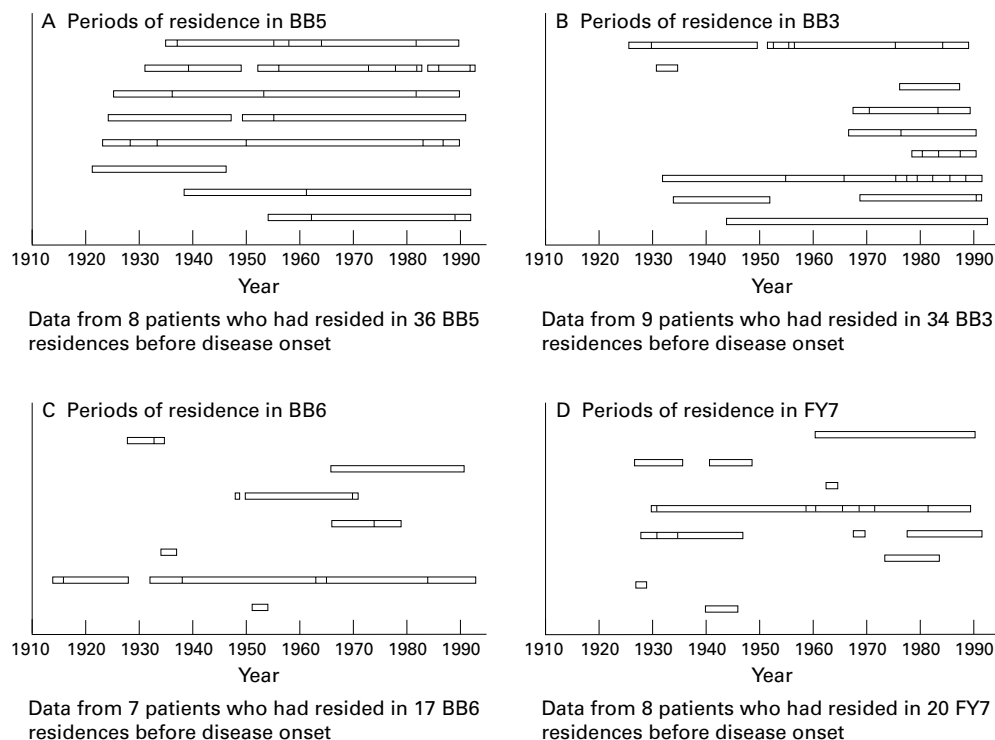 A Periods of residence in BB5
1910 1920 1930 1940 1950 1960 1970 1980 1990
Year
Data from 8 patients who had resided in 36 BB5
residences before disease onset
B Periods of residence in BB3
1910 1920 1930 1940 1950 1960 1970 1980 1990
Year
Data from 9 patients who had resided in 34 BB3
residences before disease onset
C Periods of residence in BB6
1910 1920 1930 1940 1950 1960 1970 1980 1990
Year
Data from 7 patients who had resided in 17 BB6
residences before disease onset
D Periods of residence in FY7
1910 1920 1930 1940 1950 1960 1970 1980 1990
Year
Data from 8 patients who had resided in 20 FY7
residences before disease onset